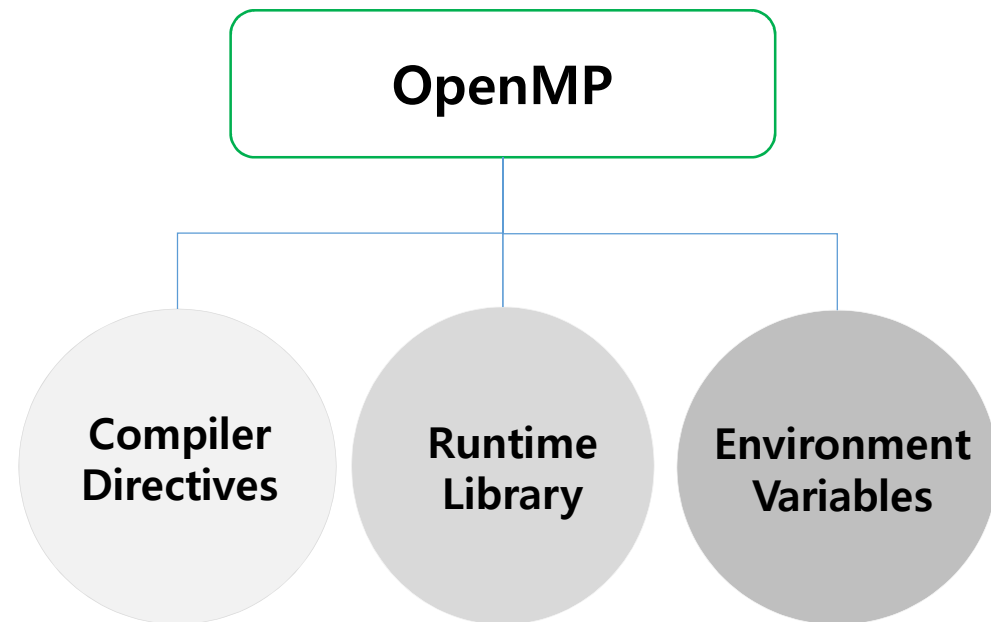 OpenMP
Compiler
Directives
Runtime
Library
Environment
Variables